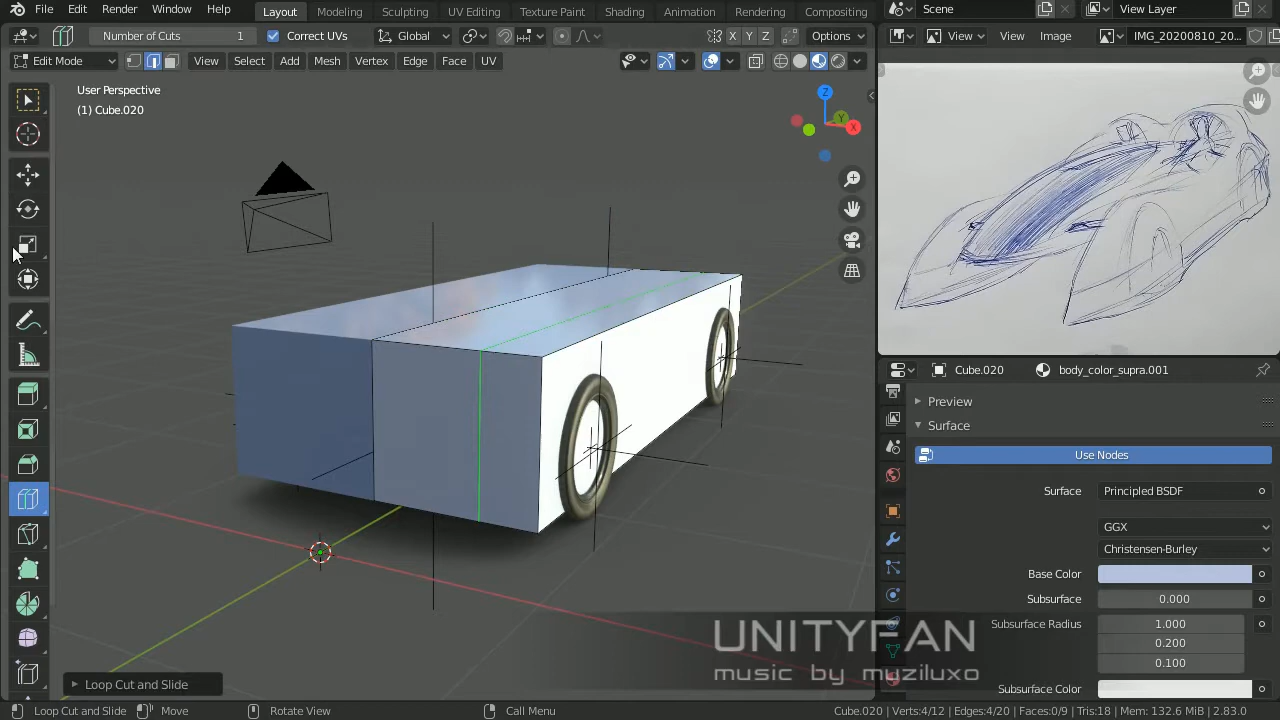 File Edit Render Window Help
Layout Modeling Sculpting UV Editing Texture Paint Shading Animation Rendering Compositing
Scene View Layer
Number of Cuts 1 Correct UVs Global X Y Z Options
View View Image IMG_20200810_20...
Edit Mode View Select Add Mesh Vertex Edge Face UV
User Perspective
(1) Cube.020
Z
Y
X
Cube.020 body_color_supra.001
Preview
Surface
Use Nodes
Surface Principled BSDF
GGX
Christensen-Burley
Base Color
Subsurface 0.000
Subsurface Radius 1.000
0.200
0.100
Subsurface Color
UNITYFAN
music by myziluxo
Loop Cut and Slide
Loop Cut and Slide Move Rotate View Call Menu Cube.020 | Verts:4/12 | Edges:4/20 | Faces:0/9 | Tris:18 | Mem: 132.6 MiB | 2.83.0